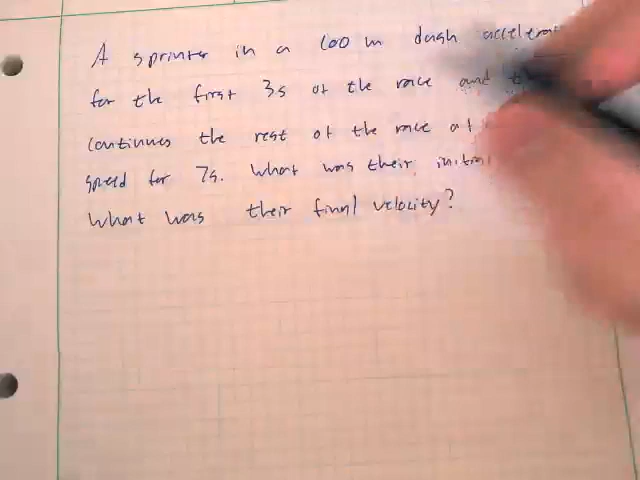 A sprinter in a 100 m dash
for the first 3s of the race and
continues the rest of the race at
speed for 7s. What was their
What was their final velocity?